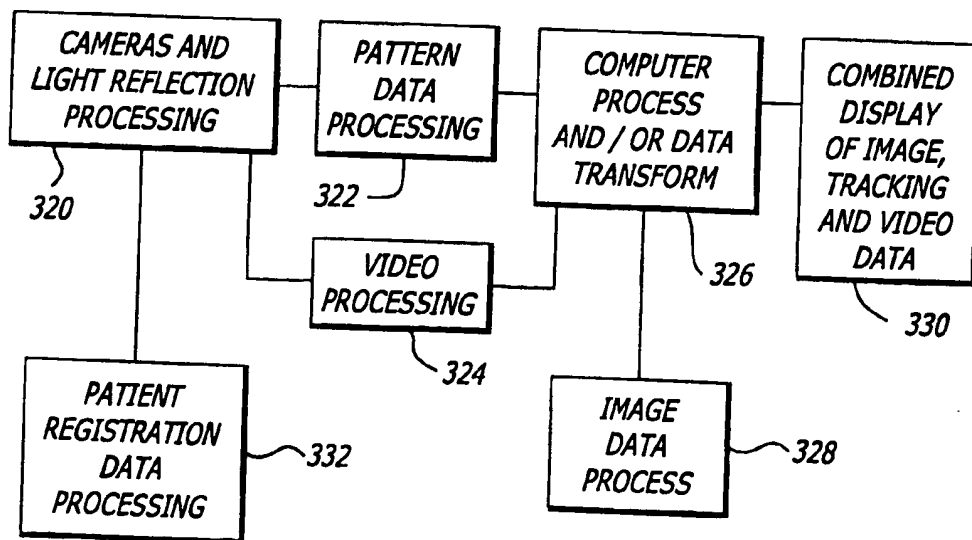 CAMERAS AND
LIGHT REFLECTION
PROCESSING
320
PATTERN
DATA
PROCESSING
322
COMPUTER
PROCESS
AND / OR DATA
TRANSFORM
326
COMBINED
DISPLAY
OF IMAGE,
TRACKING
AND VIDEO
DATA
330
VIDEO
PROCESSING
324
PATIENT
REGISTRATION
DATA
PROCESSING
332
IMAGE
DATA
PROCESS
328